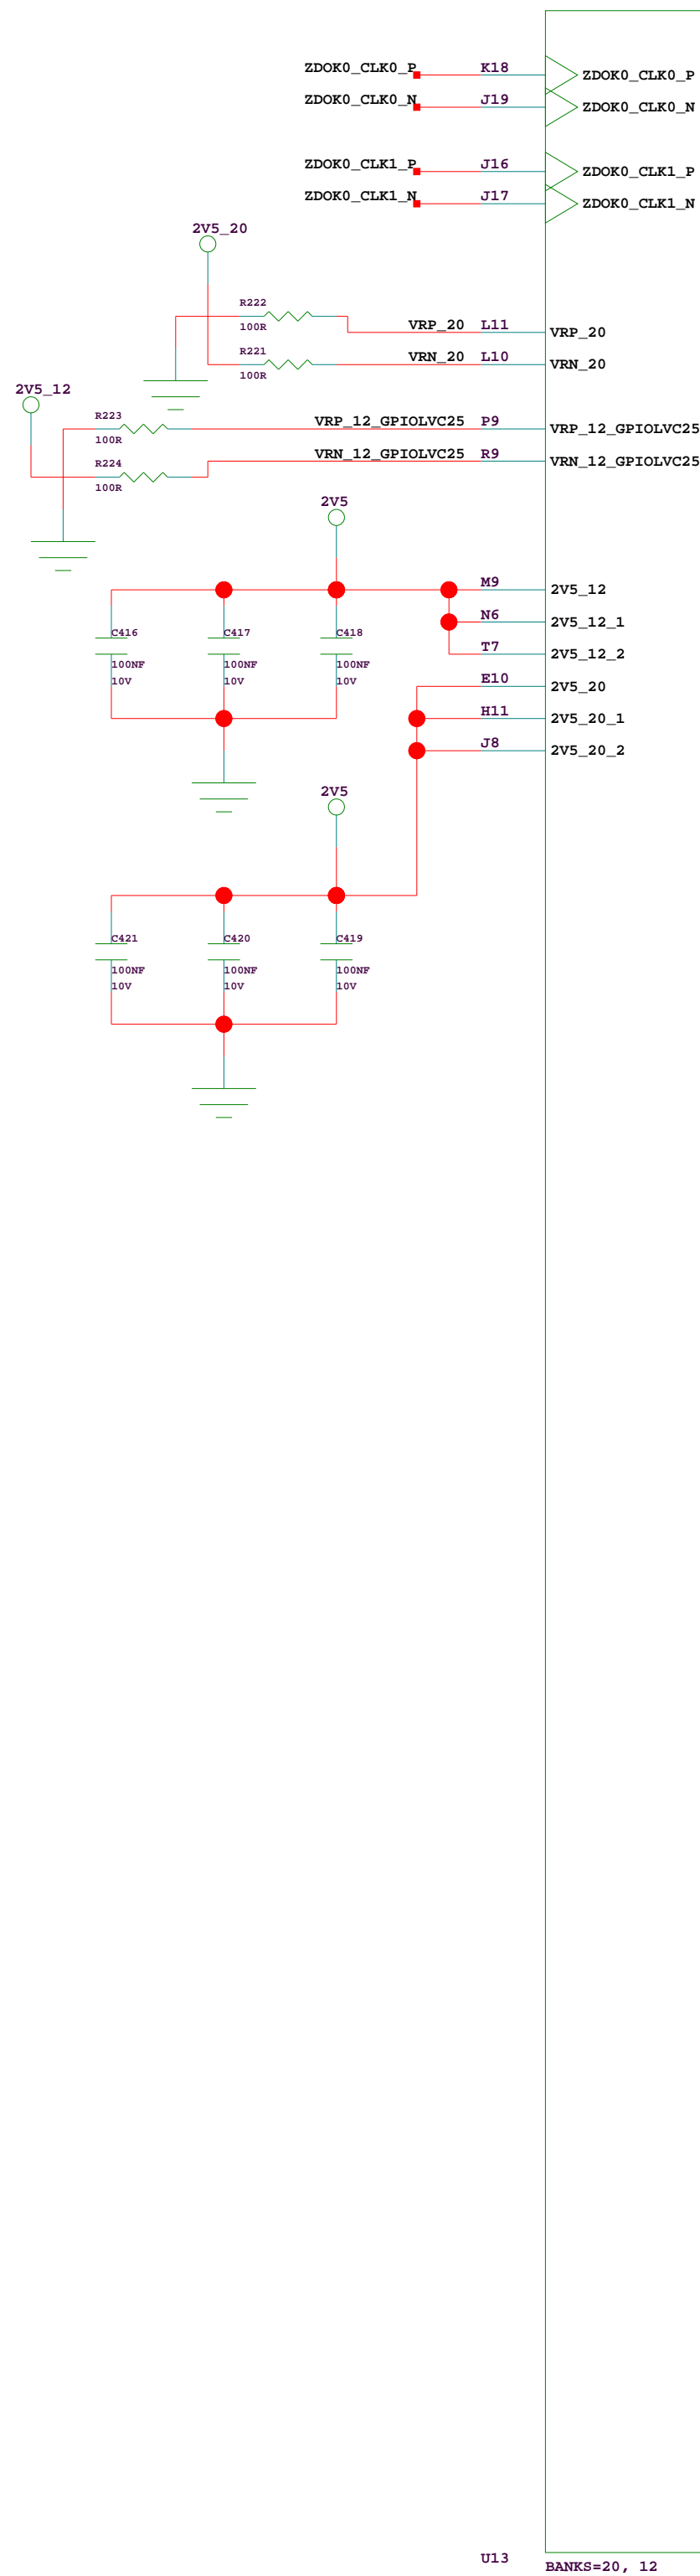 ZDOK0_CLK0_P K18 ZDOK0_CLK0_P
ZDOK0_CLK0_N J19 ZDOK0_CLK0_N
ZDOK0_CLK1_P J16 ZDOK0_CLK1_P
ZDOK0_CLK1_N J17 ZDOK0_CLK1_N
2V5_20
R222
100R VRP_20 L11 VRP_20
R221
100R VRN_20 L10 VRN_20
2V5_12
R223
100R VRP_12_GPIOLVC25 P9 VRP_12_GPIOLVC25
R224
100R VRN_12_GPIOLVC25 R9 VRN_12_GPIOLVC25
2V5
M9 2V5_12
N6 2V5_12_1
C416 C417 C418
T7 2V5_12_2
100NF 100NF 100NF
10V 10V 10V
E10 2V5_20
H11 2V5_20_1
J8 2V5_20_2
2V5
C421 C420 C419
100NF 100NF 100NF
10V 10V 10V
U13
BANKS=20, 12